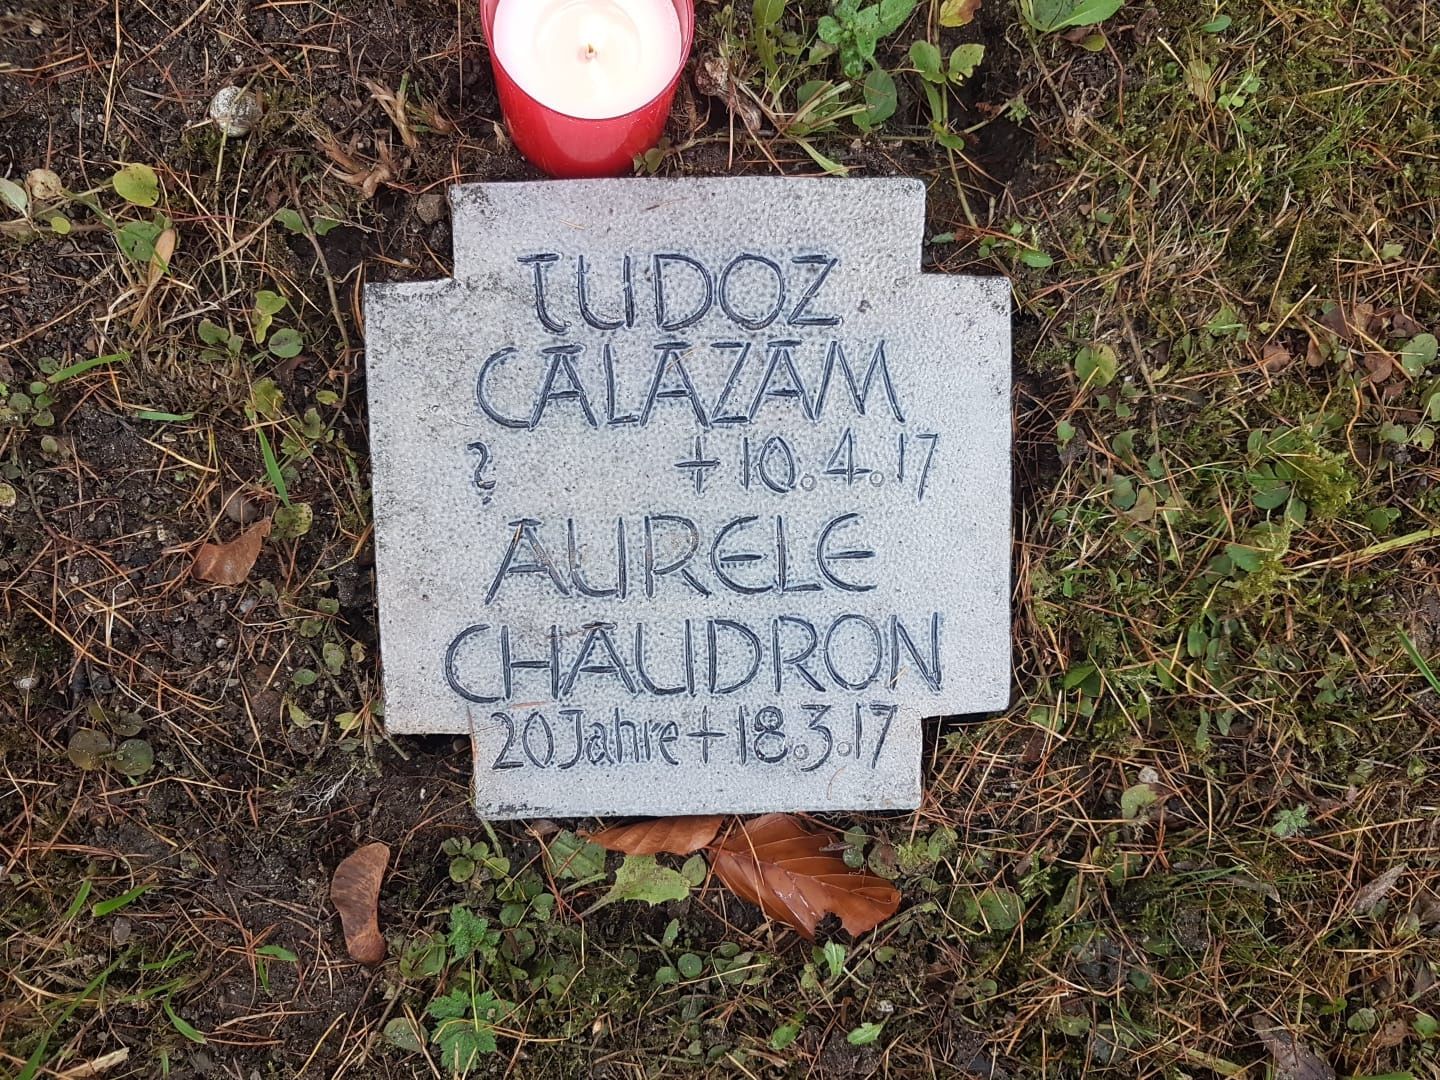 TUDOZ
CALAZAM
? + 10.4.17
AURELE
CHAUDRON
20 Jahre + 18.3.17